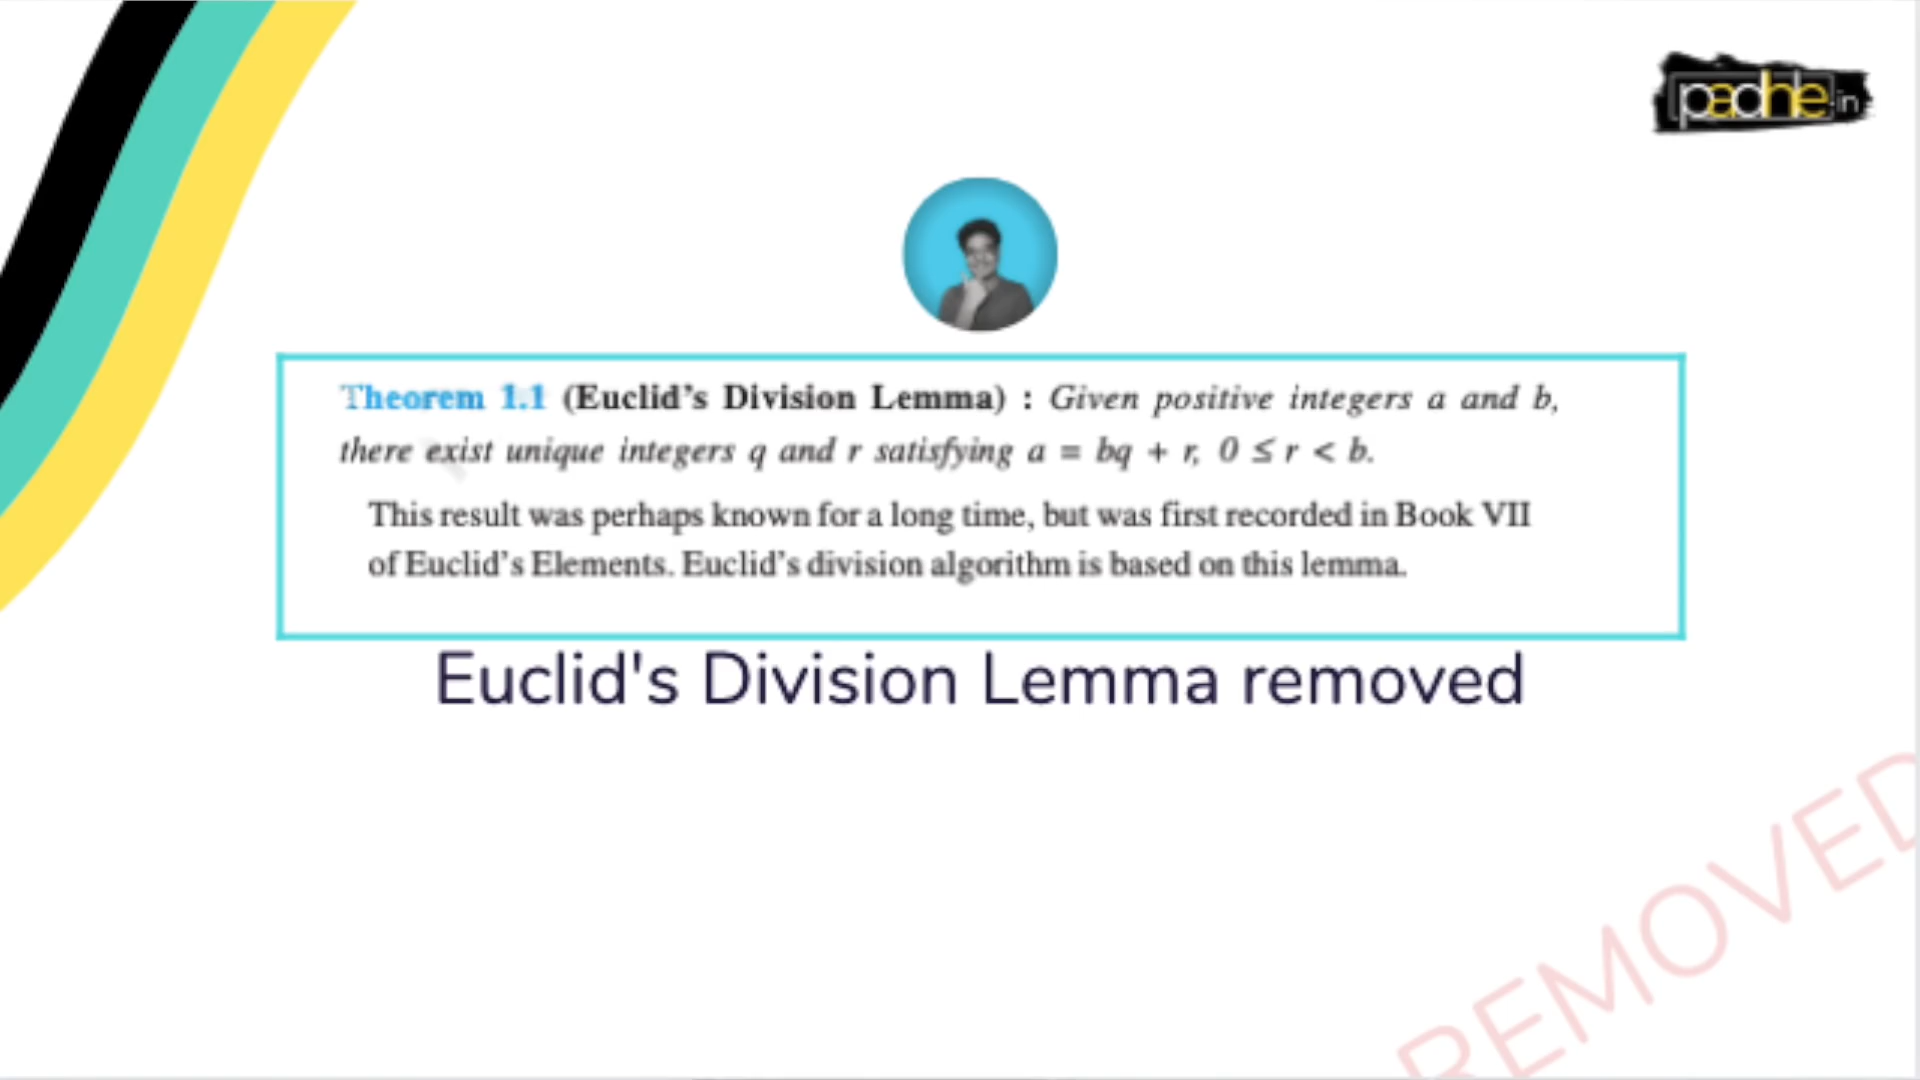 padhe.in
Theorem 1.1 (Euclid's Division Lemma) : Given positive integers a and b,
there exist unique integers q and r satisfying a = bq + r, 0 ≤ r < b.
This result was perhaps known for a long time, but was first recorded in Book VII
of Euclid's Elements. Euclid's division algorithm is based on this lemma.
Euclid's Division Lemma removed
REMOVED